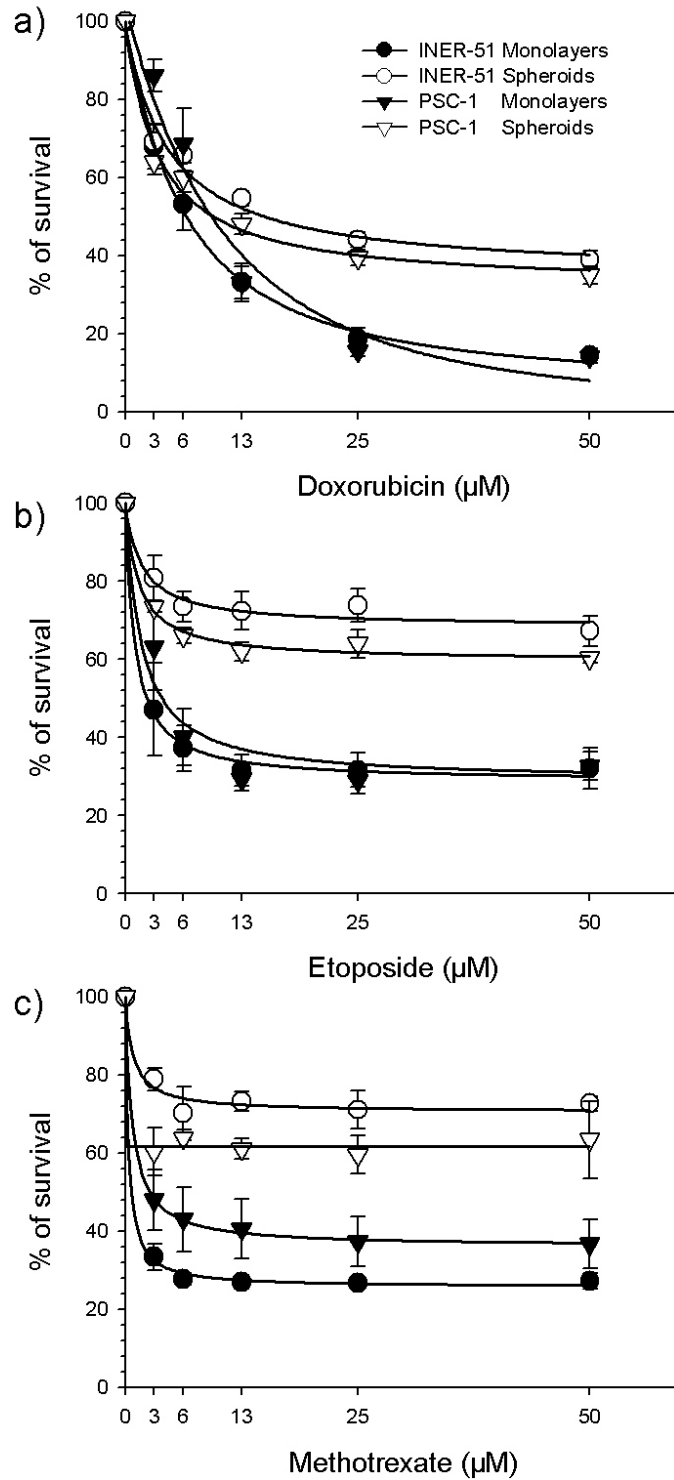 a)
INER-51 Monolayers
INER-51 Spheroids
PSC-1 Monolayers
PSC-1 Spheroids
% of survival
100
80
60
40
20
0
0 3 6 13 25 50
Doxorubicin (µM)
b)
% of survival
100
80
60
40
20
0
0 3 6 13 25 50
Etoposide (µM)
c)
% of survival
100
80
60
40
20
0
0 3 6 13 25 50
Methotrexate (µM)